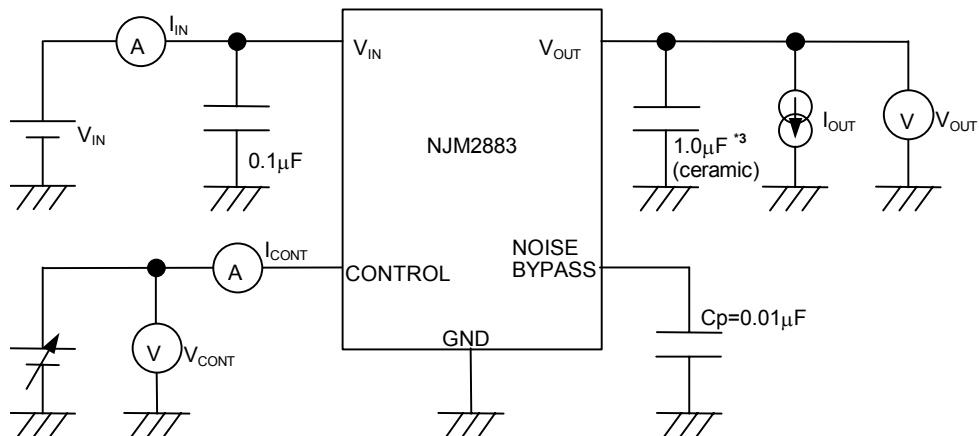 I_IN
A
V_IN
V_OUT
V_IN
0.1μF
NJM2883
1.0μF *3
(ceramic)
I_OUT
V
V_OUT
I_CONT
A
CONTROL
NOISE
BYPASS
V
V_CONT
GND
Cp=0.01μF